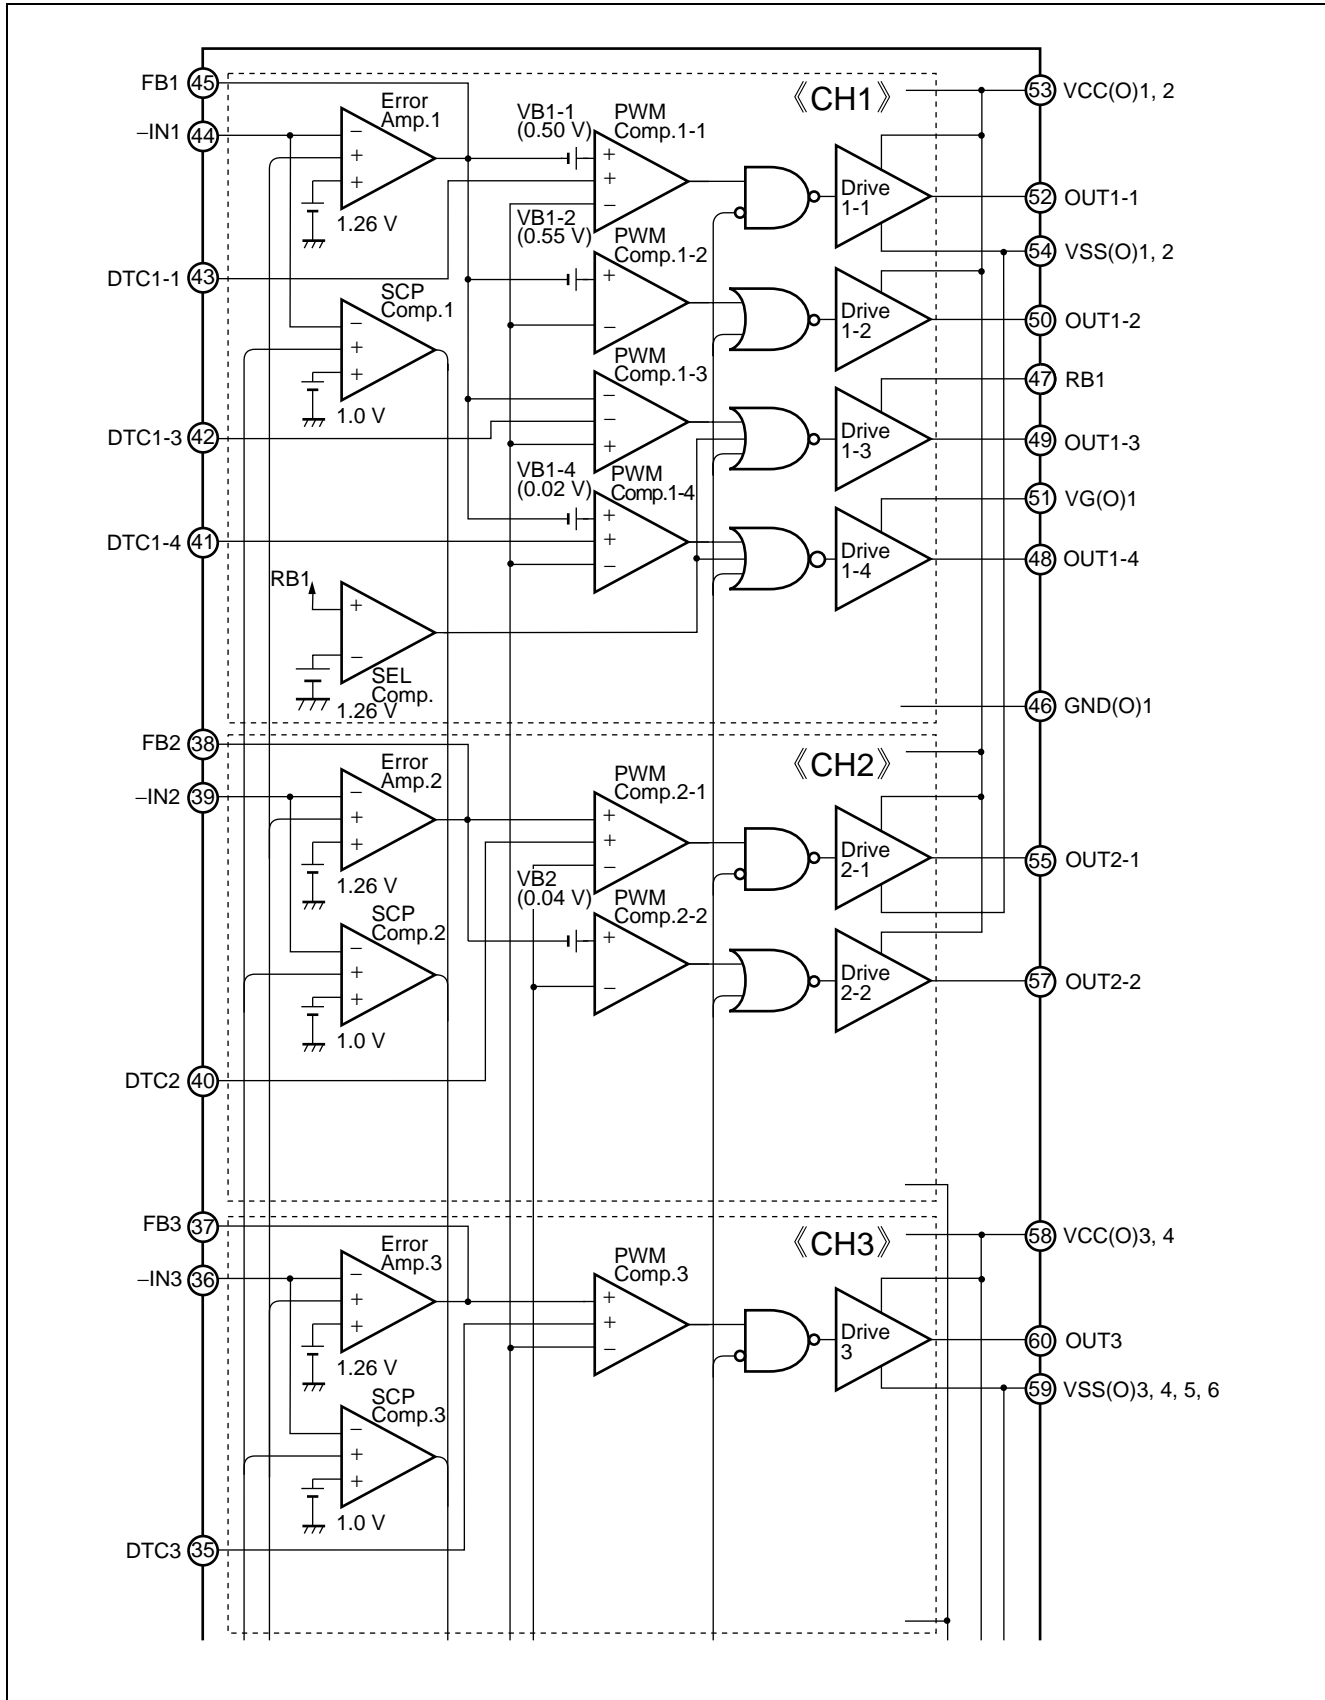 FB1 45
Error
Amp.1
−
+
+
1.26 V
−IN1 44
VB1-1
(0.50 V)
PWM
Comp.1-1
+
+
−
《CH1》
53 VCC(O)1, 2
Drive
1-1
52 OUT1-1
VB1-2
(0.55 V)
PWM
Comp.1-2
+
−
54 VSS(O)1, 2
DTC1-1 43
SCP
Comp.1
−
+
+
1.0 V
Drive
1-2
50 OUT1-2
PWM
Comp.1-3
−
−
+
47 RB1
DTC1-3 42
Drive
1-3
49 OUT1-3
VB1-4
(0.02 V)
PWM
Comp.1-4
+
+
−
51 VG(O)1
DTC1-4 41
Drive
1-4
48 OUT1-4
RB1
+
−
SEL
Comp.
1.26 V
46 GND(O)1
FB2 38
Error
Amp.2
−
+
+
1.26 V
−IN2 39
PWM
Comp.2-1
+
+
−
《CH2》
Drive
2-1
55 OUT2-1
VB2
(0.04 V)
PWM
Comp.2-2
+
−
SCP
Comp.2
−
+
+
1.0 V
Drive
2-2
57 OUT2-2
DTC2 40
FB3 37
Error
Amp.3
−
+
+
1.26 V
−IN3 36
PWM
Comp.3
+
+
−
《CH3》
58 VCC(O)3, 4
Drive
3
60 OUT3
59 VSS(O)3, 4, 5, 6
SCP
Comp.3
−
+
+
1.0 V
DTC3 35